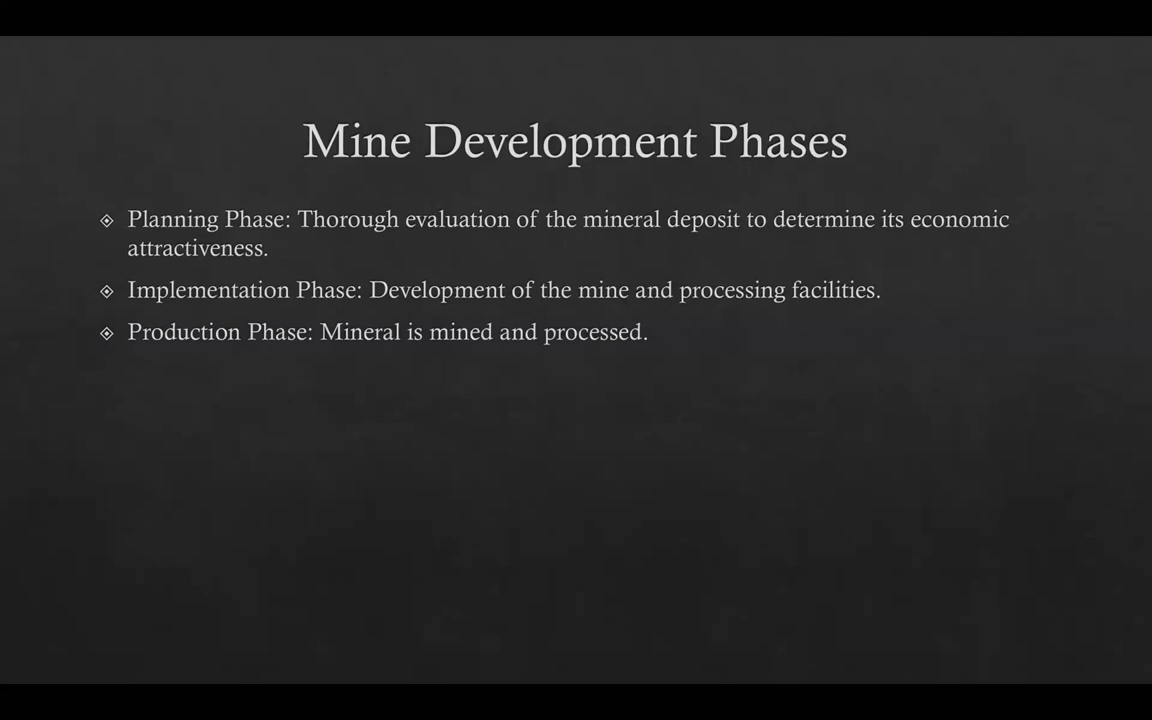 Mine Development Phases
Planning Phase: Thorough evaluation of the mineral deposit to determine its economic
attractiveness.
Implementation Phase: Development of the mine and processing facilities.
Production Phase: Mineral is mined and processed.